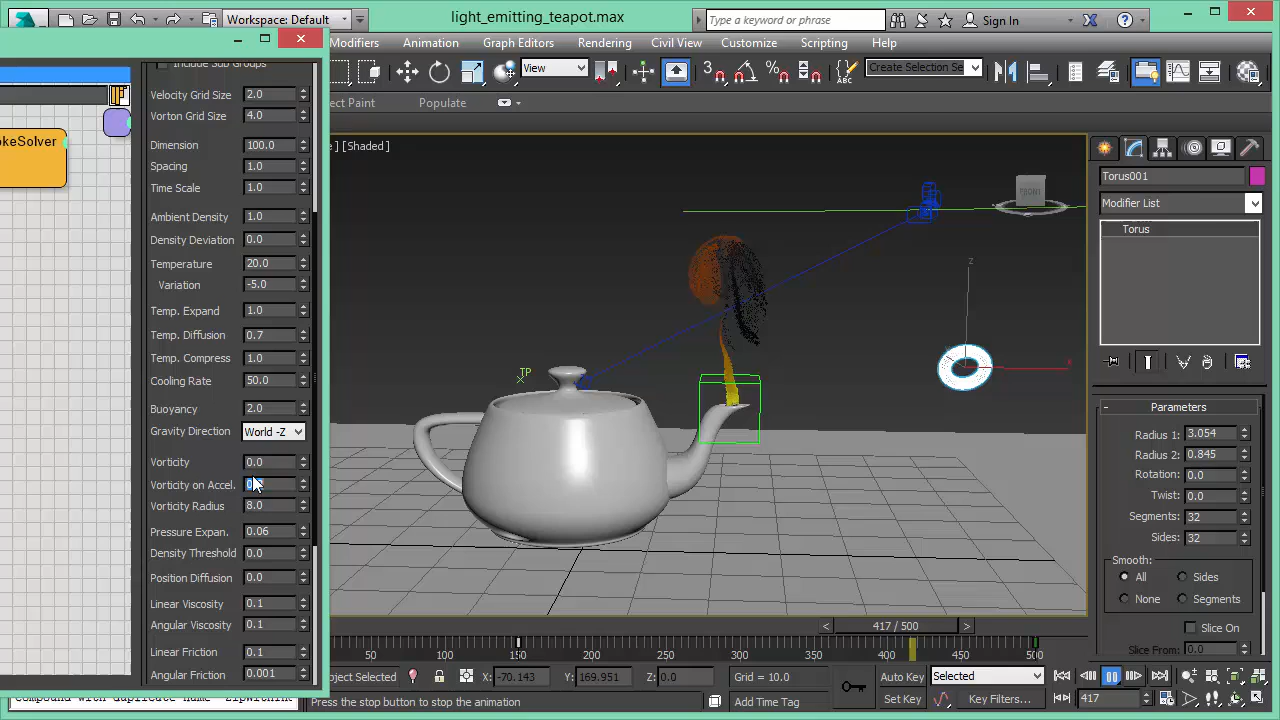 Workspace: Default
light_emitting_teapot.max
Type a keyword or phrase
Sign In
Modifiers
Animation
Graph Editors
Rendering
Civil View
Customize
Scripting
Help
View
3
Create Selection Se
ect Paint
Populate
Include Sub Groups
Velocity Grid Size 2.0
Vorton Grid Size 4.0
Dimension 100.0
Spacing 1.0
Time Scale 1.0
Ambient Density 1.0
Density Deviation 0.0
Temperature 20.0
Variation -5.0
Temp. Expand 1.0
Temp. Diffusion 0.7
Temp. Compress 1.0
Cooling Rate 50.0
Buoyancy 2.0
Gravity Direction World -Z
Vorticity 0.0
Vorticity on Accel.
Vorticity Radius 8.0
Pressure Expan. 0.06
Density Threshold 0.0
Position Diffusion 0.0
Linear Viscosity 0.1
Angular Viscosity 0.1
Linear Friction 0.1
Angular Friction 0.001
okeSolver
] [Shaded]
FRONT
TP
z
x
Torus001
Modifier List
Torus
- Parameters
Radius 1: 3.054
Radius 2: 0.845
Rotation: 0.0
Twist: 0.0
Segments: 32
Sides: 32
Smooth:
All Sides
None Segments
Slice On
Slice From: 0.0
< 417 / 500 >
50 150 200 250 300 350 400 450 500
bject Selected
X: -70.143
Y: 169.951
Z: 0.0
Grid = 10.0
Auto Key
Selected
Press the stop button to stop the animation
Add Time Tag
Set Key
Key Filters...
417